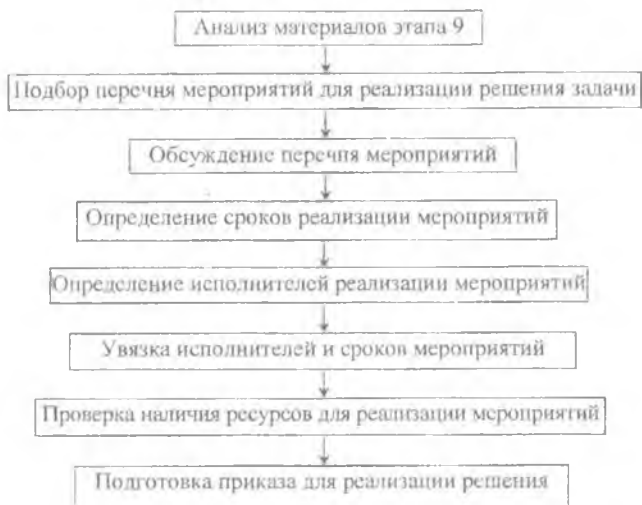 Анализ материалов этапа 9
Подбор перечня мероприятий для реализации решения задачи
Обсуждение перечня мероприятий
Определение сроков реализации мероприятий
Определение исполнителей реализации мероприятий
Увязка исполнителей и сроков мероприятий
Проверка наличия ресурсов для реализации мероприятий
Подготовка приказа для реализации решения